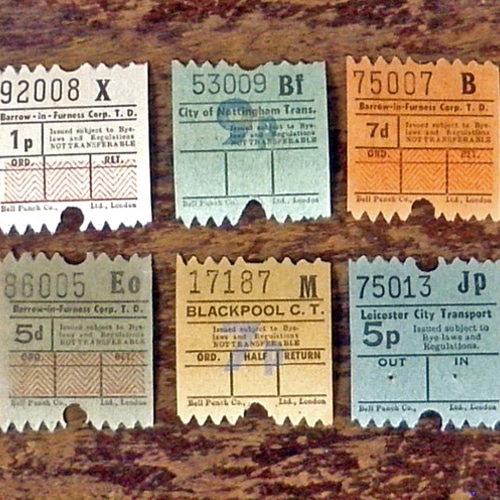 92008 X
Barrow-in-Furness Corp. T. D.
1p
Issued subject to Bye-
laws and Regulations
NOT TRANSFERABLE
ORD. RET.
Bell Punch Co., Ltd., London
53009 Bf
City of Nottingham Trans.
Issued subject to Bye-
laws and Regulations
NOT TRANSFERABLE
Bell Punch Co., Ltd., London
75007 B
Barrow-in-Furness Corp. T. D.
7d
Issued subject to Bye-
laws and Regulations
NOT TRANSFERABLE
ORD. RET.
Bell Punch Co., Ltd., London
86005 Eo
Barrow-in-Furness Corp. T. D.
5d
Issued subject to Bye-
laws and Regulations
NOT TRANSFERABLE
ORD. RET.
Bell Punch Co., Ltd., London
17187 M
BLACKPOOL C. T.
Issued subject to Bye-
laws and Regulations
NOT TRANSFERABLE
ORD. HALF RETURN
Bell Punch Co., Ltd., London
75013 Jp
Leicester City Transport
5p
Issued subject to
Bye-laws and
Regulations.
OUT IN
Bell Punch Co., Ltd., London